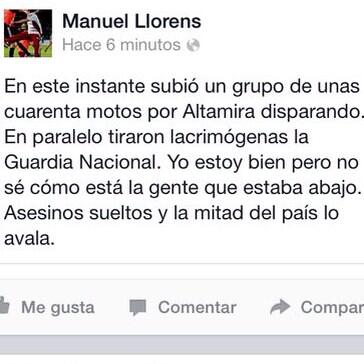 Manuel Llorens
Hace 6 minutos
En este instante subió un grupo de unas
cuarenta motos por Altamira disparando.
En paralelo tiraron lacrimógenas la
Guardia Nacional. Yo estoy bien pero no
sé cómo está la gente que estaba abajo.
Asesinos sueltos y la mitad del país lo
avala.
Me gusta Comentar Compar